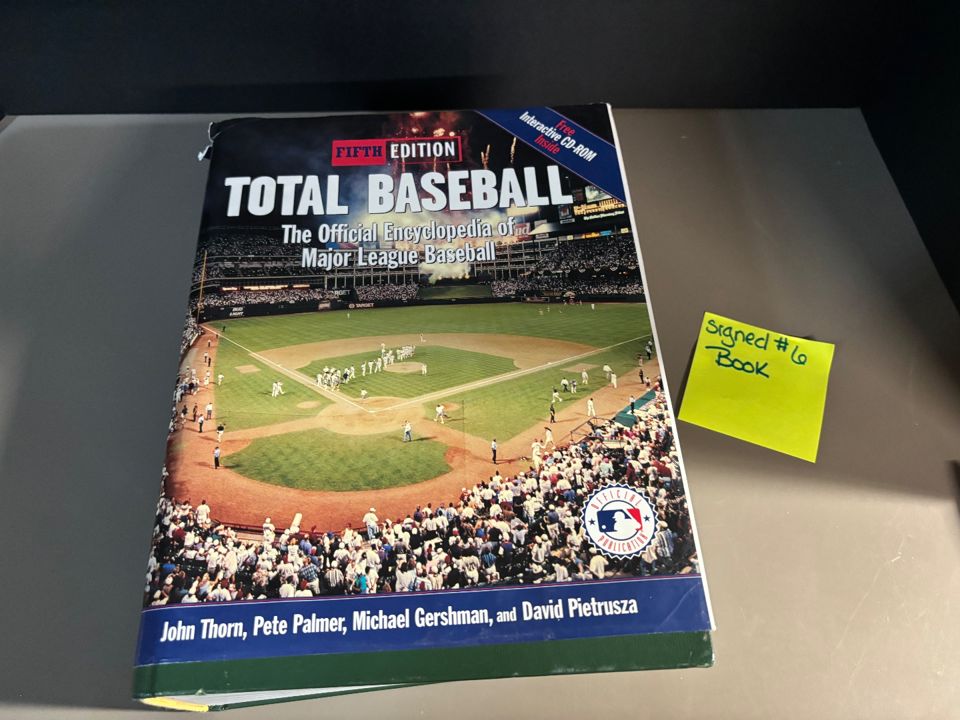 Free
Interactive CD-ROM
Inside
FIFTH EDITION
TOTAL BASEBALL
The Official Encyclopedia of
Major League Baseball
TARGET
OFFICIAL
PUBLICATION
John Thorn, Pete Palmer, Michael Gershman, and David Pietrusza
signed #6
Book